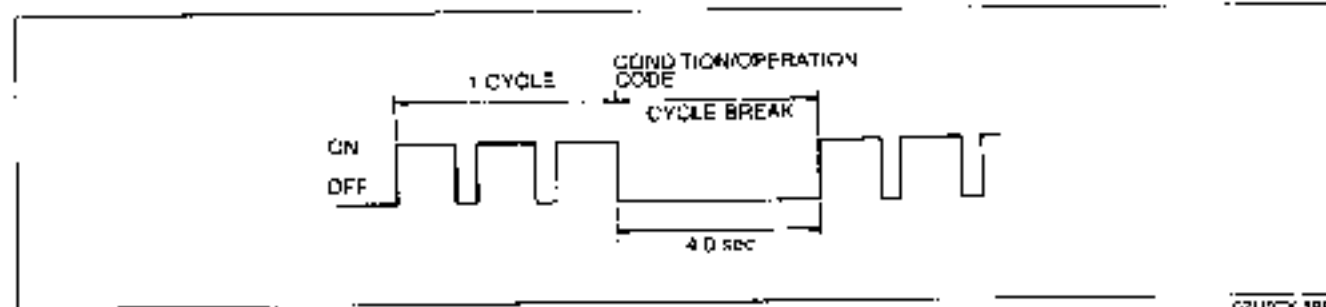 CONDITION/OPERATION
CODE
1 CYCLE
CYCLE BREAK
ON
OFF
4.0 sec